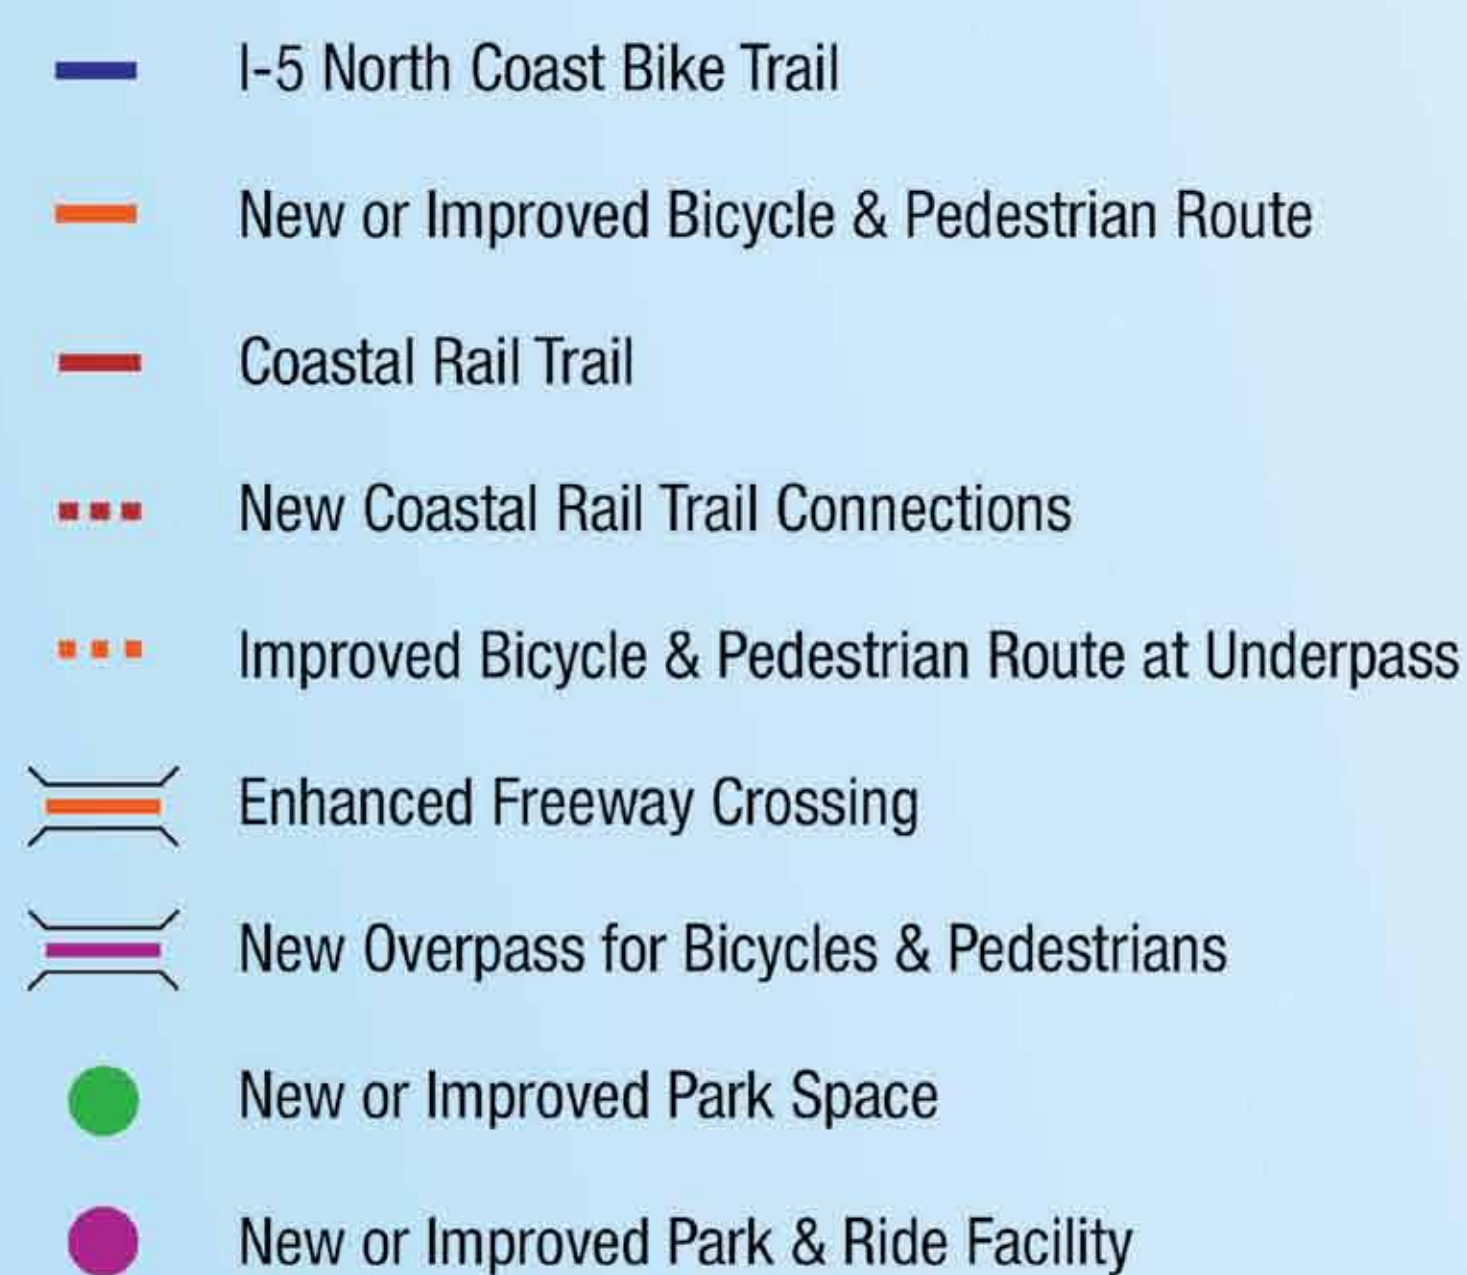 I-5 North Coast Bike Trail
New or Improved Bicycle & Pedestrian Route
Coastal Rail Trail
New Coastal Rail Trail Connections
Improved Bicycle & Pedestrian Route at Underpass
Enhanced Freeway Crossing
New Overpass for Bicycles & Pedestrians
New or Improved Park Space
New or Improved Park & Ride Facility